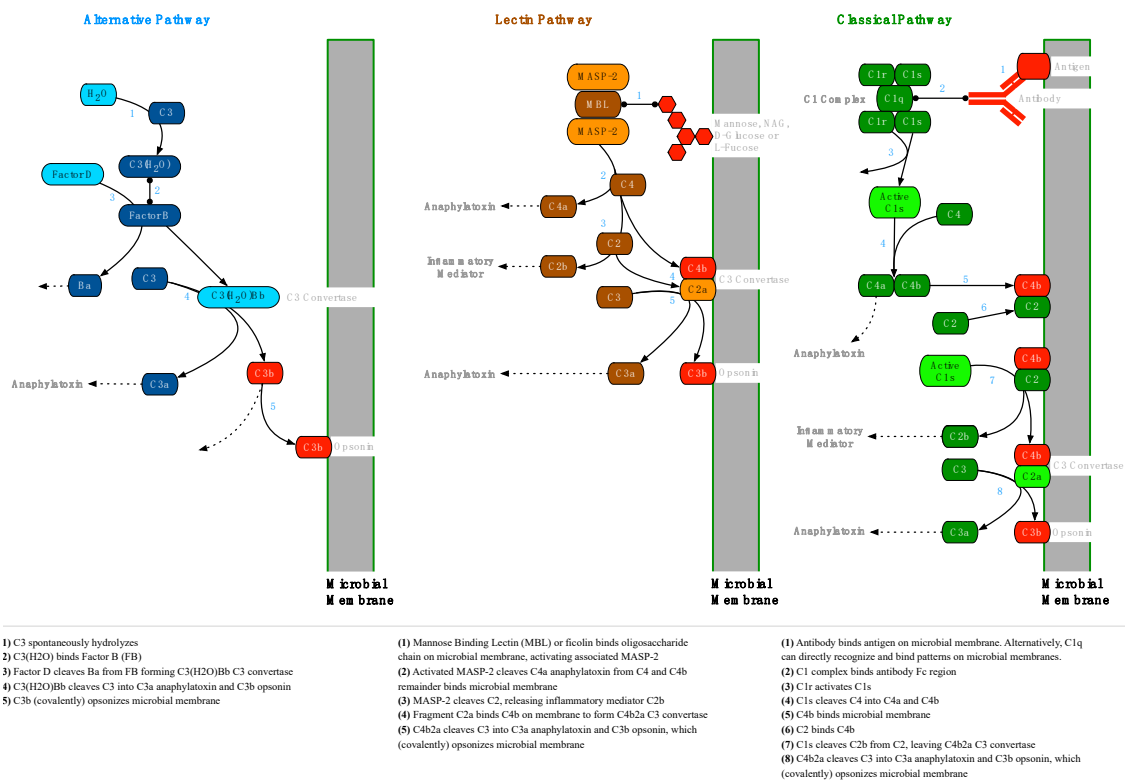 Alternative Pathway
H2O
1
C3
C3(H2O)
Factor D
2
3
Factor B
Ba
C3
4
C3(H2O)Bb
C3 Convertase
Anaphylatoxin
C3a
C3b
5
C3b
Opsonin
Microbial
Membrane
Lectin Pathway
MASP-2
MBL
1
MASP-2
Mannose, NAG,
D-Glucose or
L-Fucose
2
C4
Anaphylatoxin
C4a
3
C2
Inflammatory
Mediator
C2b
4
C4b
C2a
C3 Convertase
C3
5
Anaphylatoxin
C3a
C3b
Opsonin
Microbial
Membrane
Classical Pathway
C1r
C1s
1
Antigen
C1 Complex
C1q
2
Antibody
C1r
C1s
3
Active
C1s
C4
4
C4a
C4b
5
C4b
6
C2
C2
Anaphylatoxin
Active
C1s
7
C4b
C2
Inflammatory
Mediator
C2b
C4b
C3
C2a
C3 Convertase
8
Anaphylatoxin
C3a
C3b
Opsonin
Microbial
Membrane
1) C3 spontaneously hydrolyzes
2) C3(H2O) binds Factor B (FB)
3) Factor D cleaves Ba from FB forming C3(H2O)Bb C3 convertase
4) C3(H2O)Bb cleaves C3 into C3a anaphylatoxin and C3b opsonin
5) C3b (covalently) opsonizes microbial membrane
(1) Mannose Binding Lectin (MBL) or ficolin binds oligosaccharide
chain on microbial membrane, activating associated MASP-2
(2) Activated MASP-2 cleaves C4a anaphylatoxin from C4 and C4b
remainder binds microbial membrane
(3) MASP-2 cleaves C2, releasing inflammatory mediator C2b
(4) Fragment C2a binds C4b on membrane to form C4b2a C3 convertase
(5) C4b2a cleaves C3 into C3a anaphylatoxin and C3b opsonin, which
(covalently) opsonizes microbial membrane
(1) Antibody binds antigen on microbial membrane. Alternatively, C1q
can directly recognize and bind patterns on microbial membranes.
(2) C1 complex binds antibody Fc region
(3) C1r activates C1s
(4) C1s cleaves C4 into C4a and C4b
(5) C4b binds microbial membrane
(6) C2 binds C4b
(7) C1s cleaves C2b from C2, leaving C4b2a C3 convertase
(8) C4b2a cleaves C3 into C3a anaphylatoxin and C3b opsonin, which
(covalently) opsonizes microbial membrane